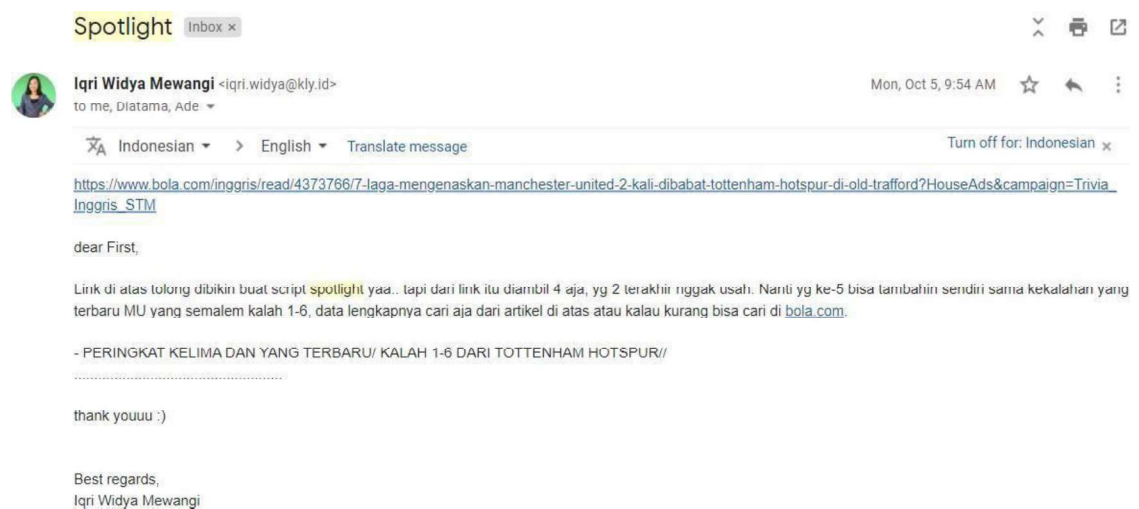 Spotlight Inbox ×
Iqri Widya Mewangi <iqri.widya@kly.id> Mon, Oct 5, 9:54 AM
to me, Diatama, Ade
Indonesian > English Translate message Turn off for: Indonesian ×
https://www.bola.com/inggris/read/4373766/7-laga-mengenaskan-manchester-united-2-kali-dibabat-tottenham-hotspur-di-old-trafford?HouseAds&campaign=Trivia_
Inggris_STM
dear First,
Link di atas tolong dibikin buat script spotlight yaa.. tapi dari link itu diambil 4 aja, yg 2 terakhir nggak usah. Nanti yg ke-5 bisa tambahin sendiri sama kekalahan yang
terbaru MU yang semalem kalah 1-6, data lengkapnya cari aja dari artikel di atas atau kalau kurang bisa cari di bola.com.
- PERINGKAT KELIMA DAN YANG TERBARU/ KALAH 1-6 DARI TOTTENHAM HOTSPUR//
.....................................................
thank youuu :)
Best regards,
Iqri Widya Mewangi